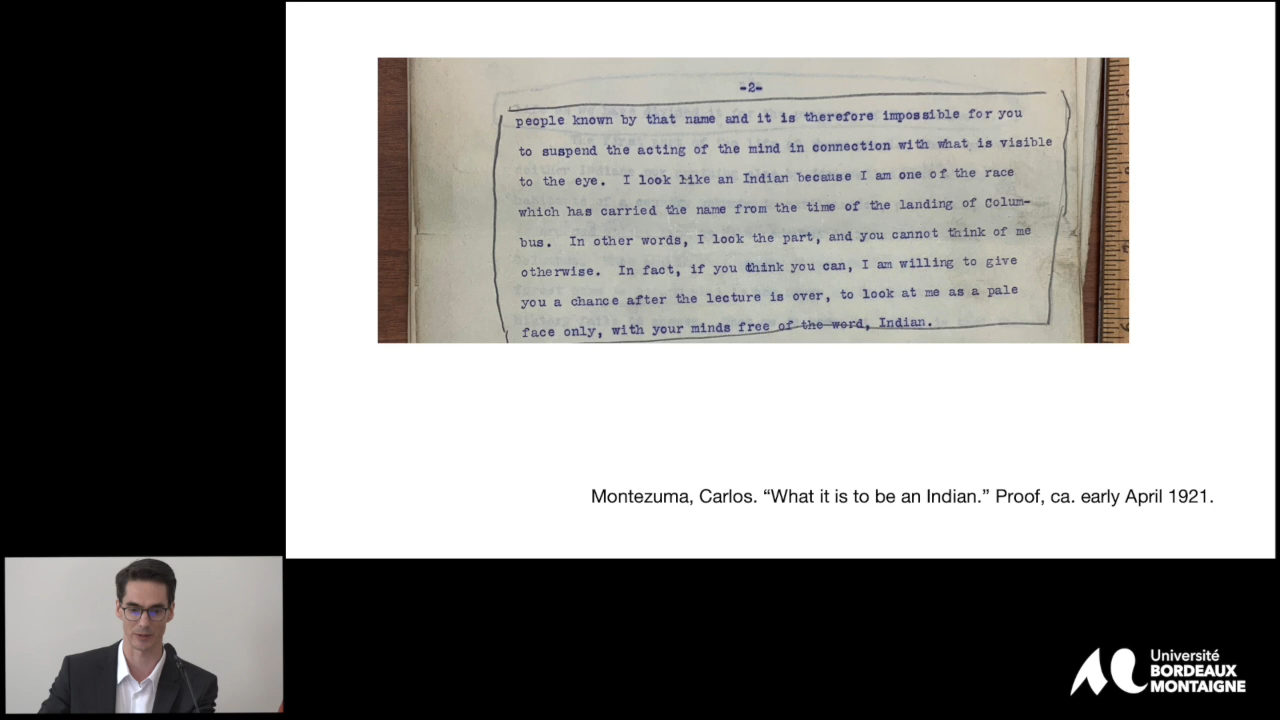 -2-
people known by that name and it is therefore impossible for you
to suspend the acting of the mind in connection with what is visible
to the eye. I look like an Indian because I am one of the race
which has carried the name from the time of the landing of Colum-
bus. In other words, I look the part, and you cannot think of me
otherwise. In fact, if you think you can, I am willing to give
you a chance after the lecture is over, to look at me as a pale
face only, with your minds free of the word, Indian.
Montezuma, Carlos. “What it is to be an Indian.” Proof, ca. early April 1921.
Université
BORDEAUX
MONTAIGNE